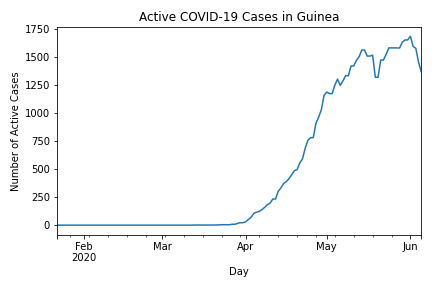 Active COVID-19 Cases in Guinea
1750
1500
1250
1000
750
500
250
0
Number of Active Cases
Feb
2020
Mar
Apr
May
Jun
Day